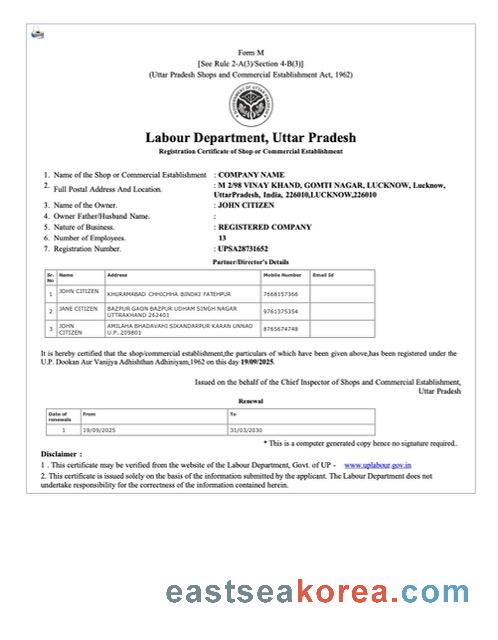 Form M
[See Rule 2-A(3)/Section 4-B(3)]
(Uttar Pradesh Shops and Commercial Establishment Act, 1962)
Labour Department, Uttar Pradesh
Registration Certificate of Shop or Commercial Establishment
1. Name of the Shop or Commercial Establishment : COMPANY NAME
2. Full Postal Address And Location. : M 2/98 VINAY KHAND, GOMTI NAGAR, LUCKNOW, Lucknow,
UttarPradesh, India, 226010,LUCKNOW,226010
3. Name of the Owner. : JOHN CITIZEN
4. Owner Father/Husband Name. :
5. Nature of Business. : REGISTERED COMPANY
6. Number of Employees. 13
7. Registration Number. : UPSA28731652
Partner/Director's Details
Sr. No Name Address Mobile Number Email Id
1 JOHN CITIZEN KHURAMABAD CHHICHHA BINDKI FATEHPUR 7668157366
2 JANE CITIZEN BAZPUR GAON BAZPUR UDHAM SINGH NAGAR
UTTRAKHAND 262401 9761375354
3 JOHN CITIZEN AMILAHA BHADAVAHI SIKANDARPUR KARAN UNNAO
U.P.,209801 8765674748
It is hereby certified that the shop/commercial establishment,the particulars of which have been given above,has been registered under the
U.P. Dookan Aur Vanijya Adhishthan Adhiniyam,1962 on this day 19/09/2025.
Issued on the behalf of the Chief Inspector of Shops and Commercial Establishment,
Uttar Pradesh
Renewal
Date of renewals From To
1 19/09/2025 31/03/2030
* This is a computer generated copy hence no signature required..
Disclaimer :
1 . This certificate may be verified from the website of the Labour Department, Govt. of UP - www.uplabour.gov.in
2. This certificate is issued solely on the basis of the information submitted by the applicant. The Labour Department does not
undertake responsibility for the correctness of the information contained herein.
eastseakorea.com